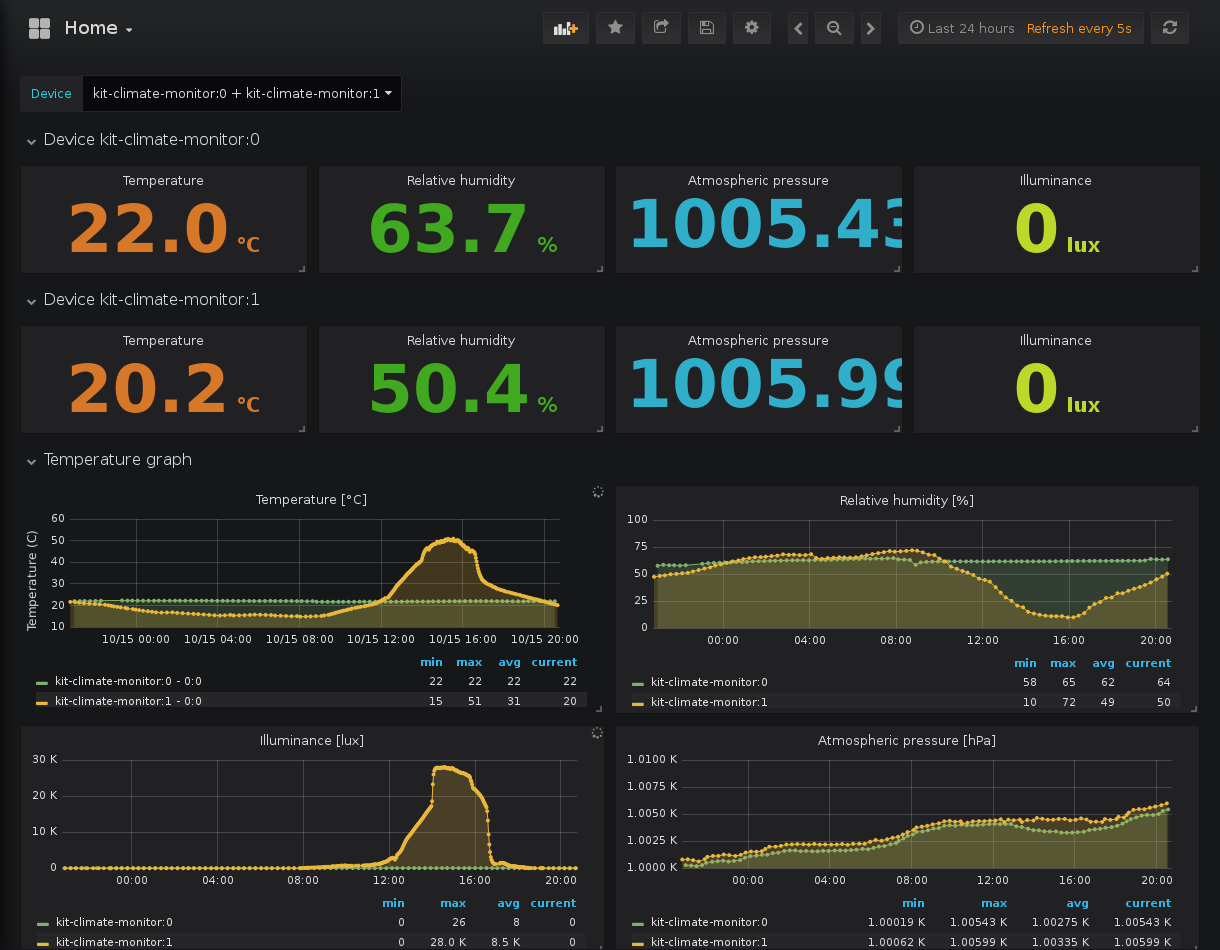 Home
Last 24 hours Refresh every 5s
Device kit-climate-monitor:0 + kit-climate-monitor:1
Device kit-climate-monitor:0
Temperature Relative humidity Atmospheric pressure Illuminance
22.0 °C 63.7 % 1005.43 0 lux
Device kit-climate-monitor:1
Temperature Relative humidity Atmospheric pressure Illuminance
20.2 °C 50.4 % 1005.99 0 lux
Temperature graph
Temperature [°C]
Temperature (C)
60
50
40
30
20
10
10/15 00:00 10/15 04:00 10/15 08:00 10/15 12:00 10/15 16:00 10/15 20:00
min max avg current
kit-climate-monitor:0 - 0:0 22 22 22 22
kit-climate-monitor:1 - 0:0 15 51 31 20
Relative humidity [%]
100
75
50
25
0
00:00 04:00 08:00 12:00 16:00 20:00
min max avg current
kit-climate-monitor:0 58 65 62 64
kit-climate-monitor:1 10 72 49 50
Illuminance [lux]
30 K
20 K
10 K
0
00:00 04:00 08:00 12:00 16:00 20:00
min max avg current
kit-climate-monitor:0 0 26 8 0
kit-climate-monitor:1 0 28.0 K 8.5 K 0
Atmospheric pressure [hPa]
1.0100 K
1.0075 K
1.0050 K
1.0025 K
1.0000 K
00:00 04:00 08:00 12:00 16:00 20:00
min max avg current
kit-climate-monitor:0 1.00019 K 1.00543 K 1.00275 K 1.00543 K
kit-climate-monitor:1 1.00062 K 1.00599 K 1.00335 K 1.00599 K